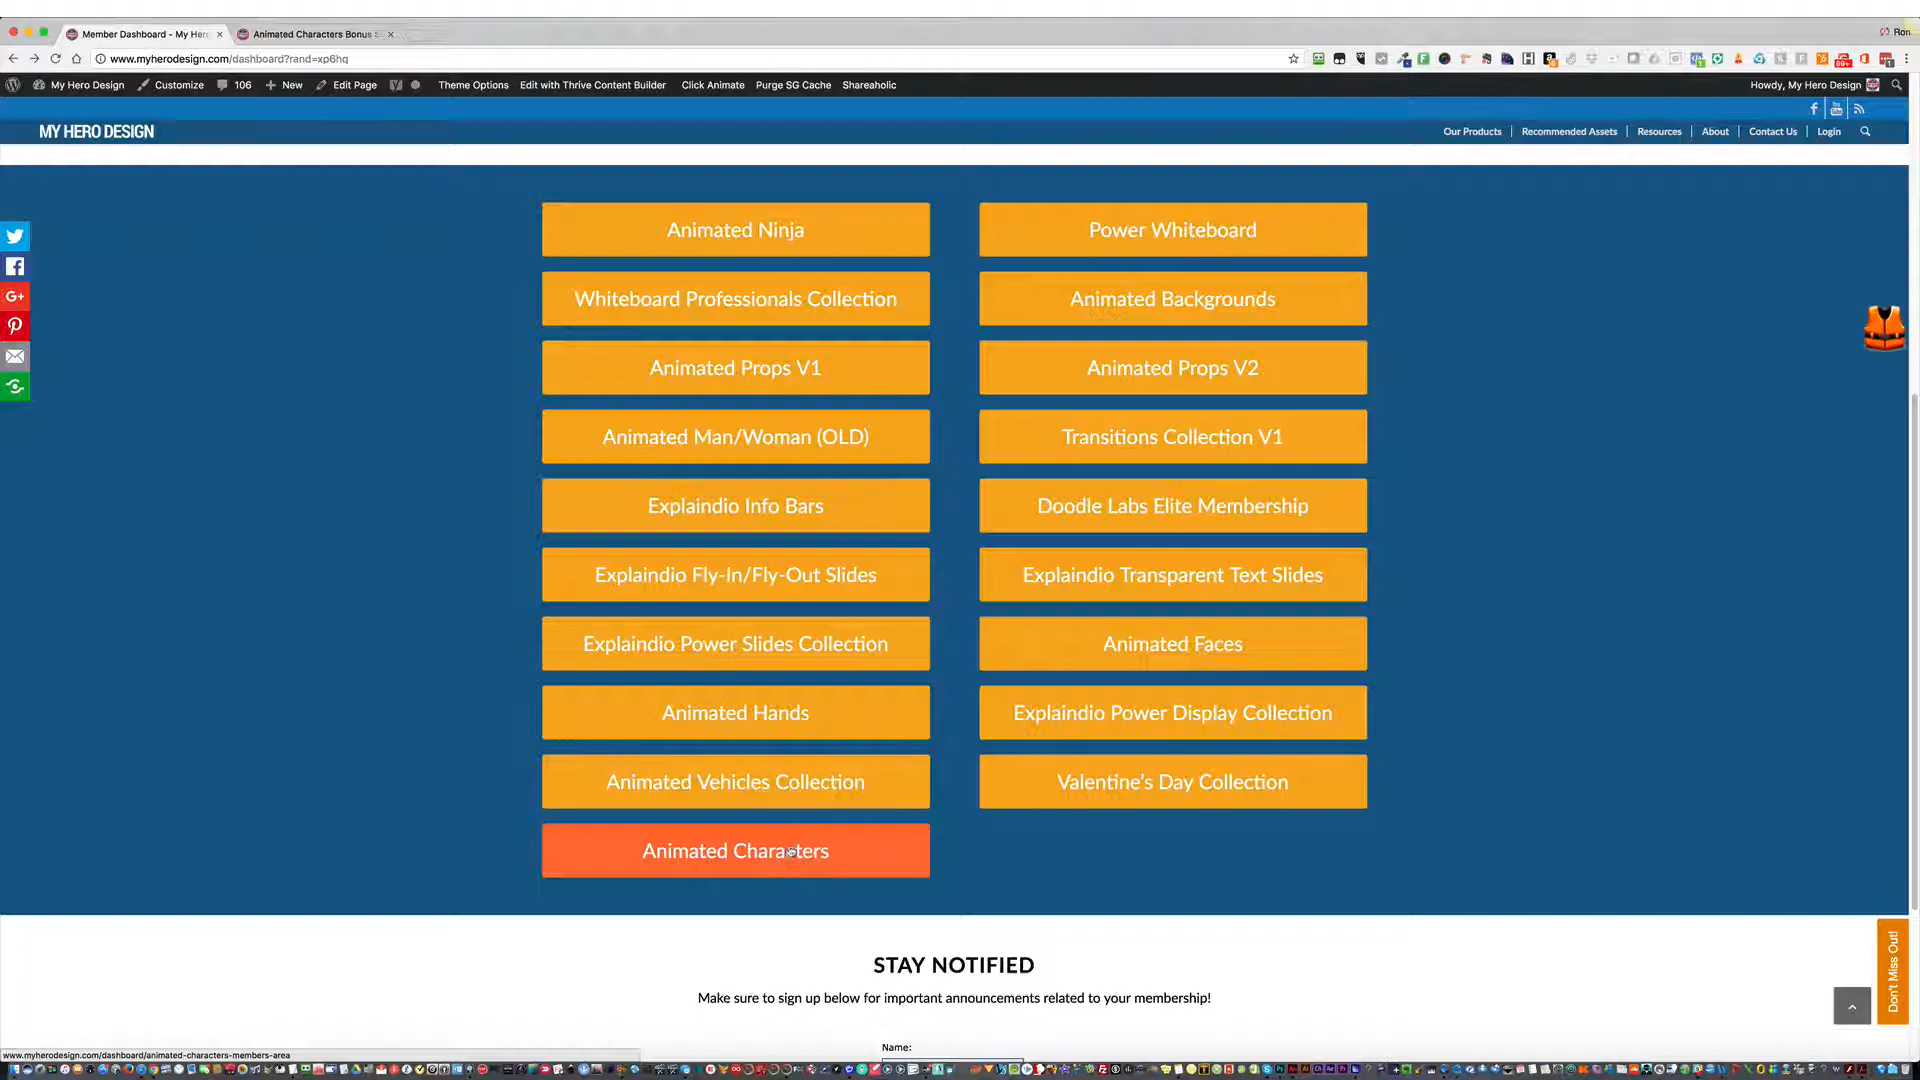 Member Dashboard - My Her
Animated Characters Bonus
Ron
www.myherodesign.com/dashboard?rand=xp6hq
My Hero Design
Customize
106
New
Edit Page
Theme Options
Edit with Thrive Content Builder
Click Animate
Purge SG Cache
Shareaholic
Howdy, My Hero Design
MY HERO DESIGN
Our Products
Recommended Assets
Resources
About
Contact Us
Login
Animated Ninja
Power Whiteboard
Whiteboard Professionals Collection
Animated Backgrounds
Animated Props V1
Animated Props V2
Animated Man/Woman (OLD)
Transitions Collection V1
Explaindio Info Bars
Doodle Labs Elite Membership
Explaindio Fly-In/Fly-Out Slides
Explaindio Transparent Text Slides
Explaindio Power Slides Collection
Animated Faces
Animated Hands
Explaindio Power Display Collection
Animated Vehicles Collection
Valentine's Day Collection
Animated Characters
Don't Miss Out!
STAY NOTIFIED
Make sure to sign up below for important announcements related to your membership!
Name:
www.myherodesign.com/dashboard/animated-characters-members-area